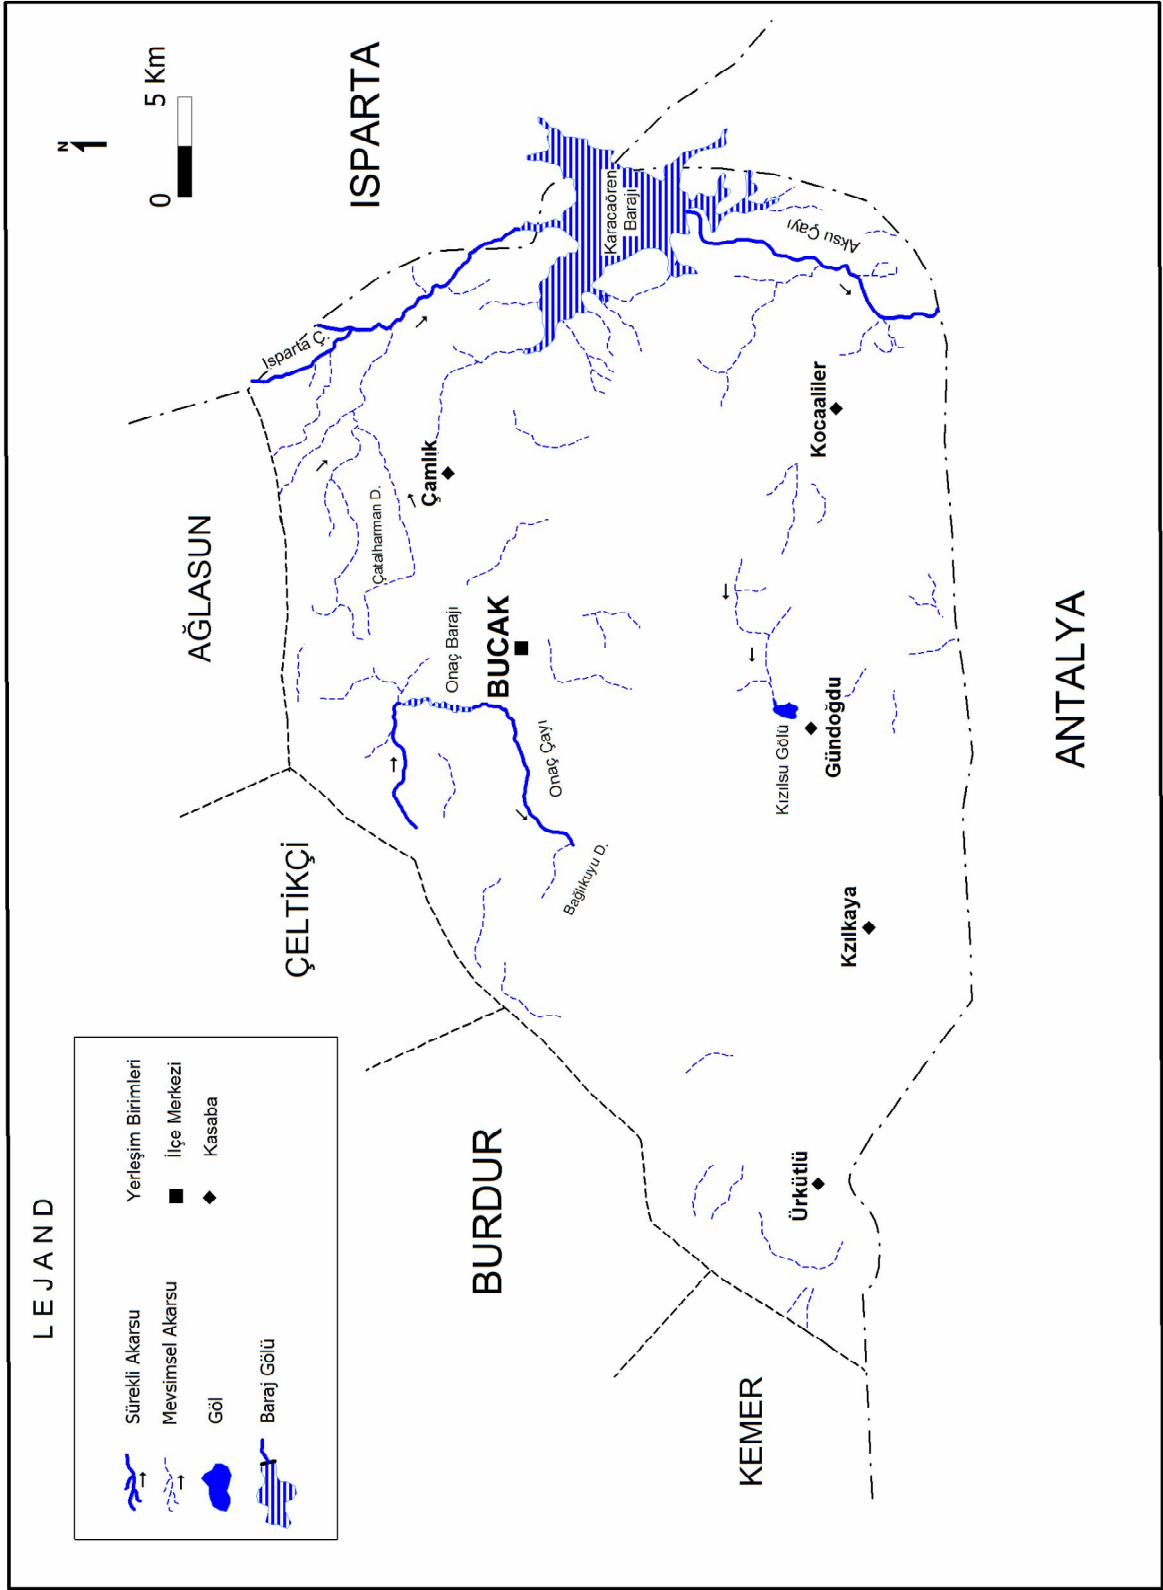 LEJAND
Sürekli Akarsu
Mevsimsel Akarsu
Göl
Baraj Gölü
Yerleşim Birimleri
İlçe Merkezi
Kasaba
N
0 5 Km
ISPARTA
AĞLASUN
ÇELTİKÇİ
BURDUR
KEMER
ANTALYA
Isparta Ç.
Çatalharman D.
Çamlık
Karacaören
Barajı
Aksu Çayı
Onaç Barajı
BUCAK
Onaç Çayı
Bağlıkuyu D.
Kocaaliler
Kızılsu Gölü
Gündoğdu
Kzılkaya
Ürkütlü